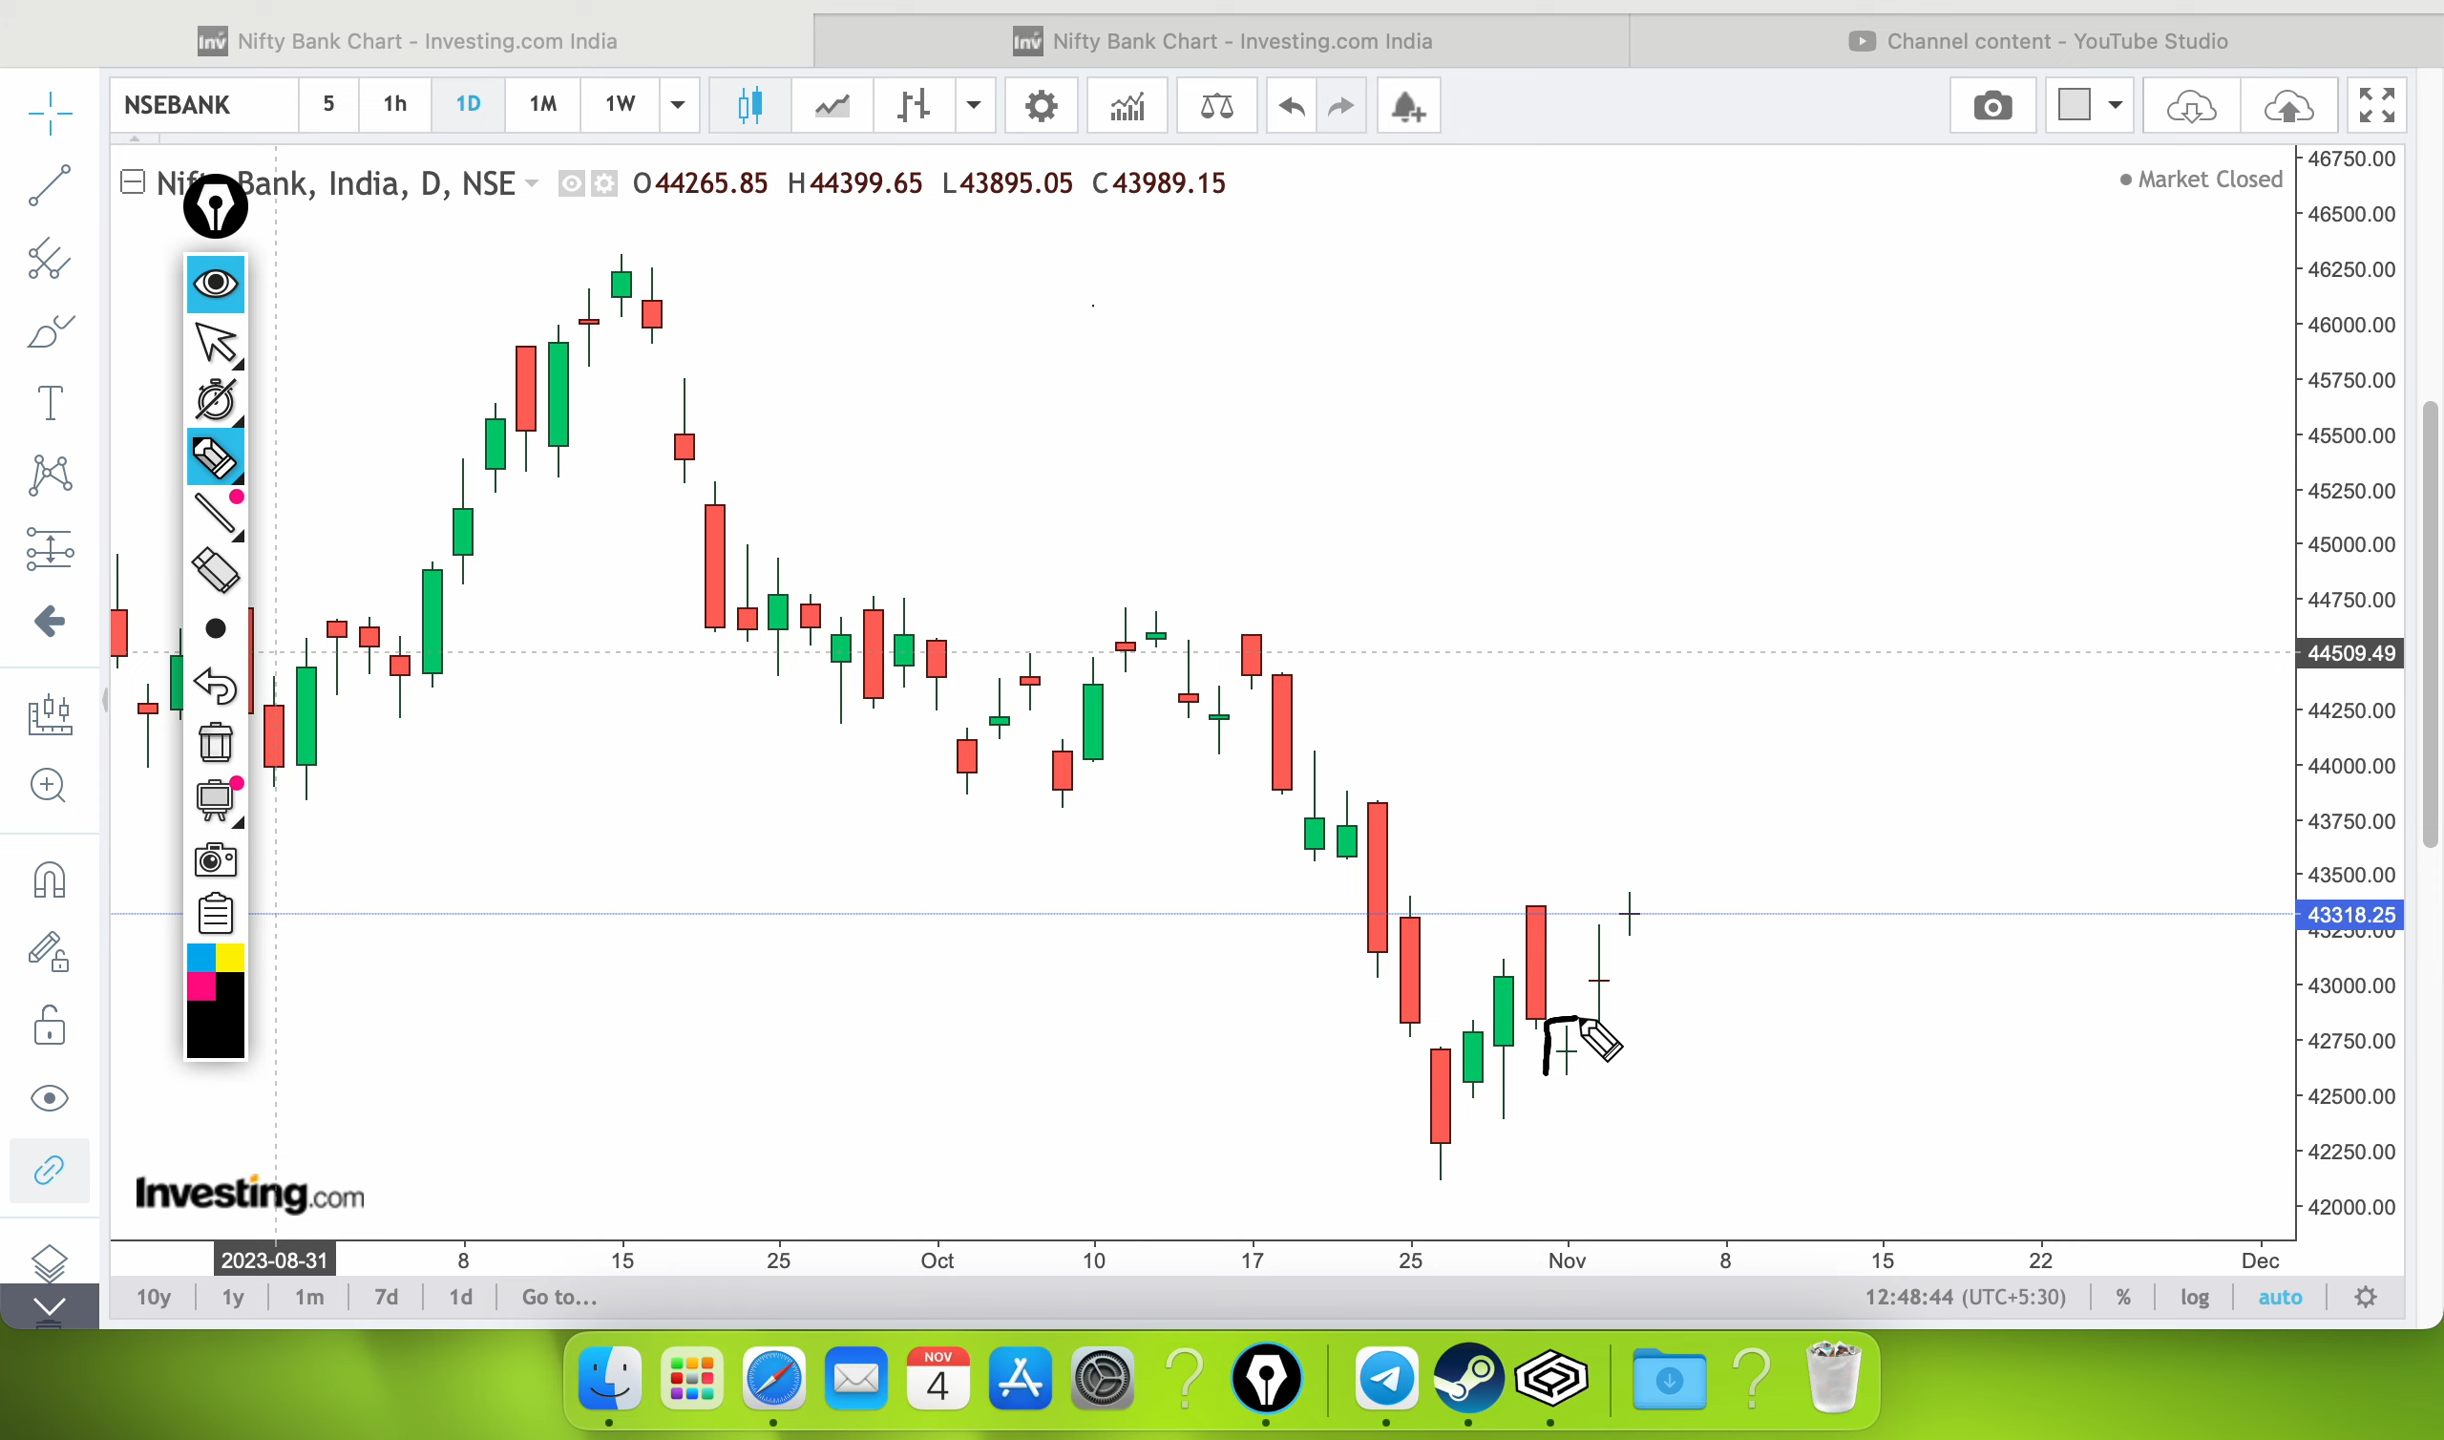 Nifty Bank Chart - Investing.com India
Nifty Bank Chart - Investing.com India
Channel content - YouTube Studio
NSEBANK 5 1h 1D 1M 1W
Bank, India, D, NSE O44265.85 H44399.65 L43895.05 C43989.15
Market Closed
46750.00
46500.00
46250.00
46000.00
45750.00
45500.00
45250.00
45000.00
44750.00
44509.49
44250.00
44000.00
43750.00
43500.00
43318.25
43250.00
43000.00
42750.00
42500.00
42250.00
42000.00
Investing.com
2023-08-31 8 15 25 Oct 10 17 25 Nov 8 15 22 Dec
10y 1y 1m 7d 1d Go to... 12:48:44 (UTC+5:30) % log auto
NOV
4